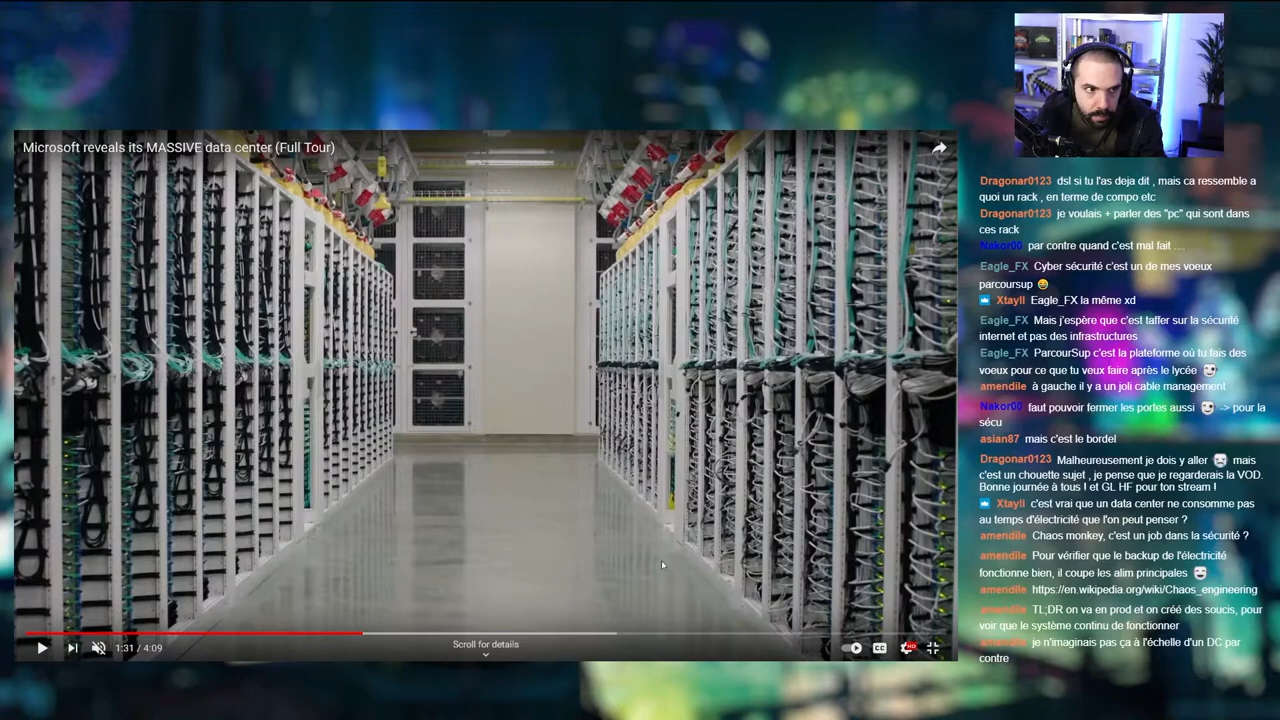 Microsoft reveals its MASSIVE data center (Full Tour)
1:31 / 4:09
Scroll for details
CC
HD
Dragonar0123 dsl si tu l'as deja dit , mais ca ressemble a
quoi un rack , en terme de compo etc
Dragonar0123 je voulais + parler des "pc" qui sont dans
ces rack
Nakor00 par contre quand c'est mal fait ....
Eagle_FX Cyber sécurité c'est un de mes voeux
parcoursup 😄
Xtayll Eagle_FX la même xd
Eagle_FX Mais j'espère que c'est taffer sur la sécurité
internet et pas des infrastructures
Eagle_FX ParcourSup c'est la plateforme où tu fais des
voeux pour ce que tu veux faire après le lycée
amendile à gauche il y a un joli cable management
Nakor00 faut pouvoir fermer les portes aussi -> pour la
sécu
asian87 mais c'est le bordel
Dragonar0123 Malheureusement je dois y aller mais
c'est un chouette sujet , je pense que je regarderais la VOD.
Bonne journée à tous ! et GL HF pour ton stream !
Xtayll c'est vrai que un data center ne consomme pas
au temps d'électricité que l'on peut penser ?
amendile Chaos monkey, c'est un job dans la sécurité ?
amendile Pour vérifier que le backup de l'électricité
fonctionne bien, il coupe les alim principales
amendile https://en.wikipedia.org/wiki/Chaos_engineering
amendile TL;DR on va en prod et on créé des soucis, pour
voir que le système continu de fonctionner
amendile je n'imaginais pas ça à l'échelle d'un DC par
contre